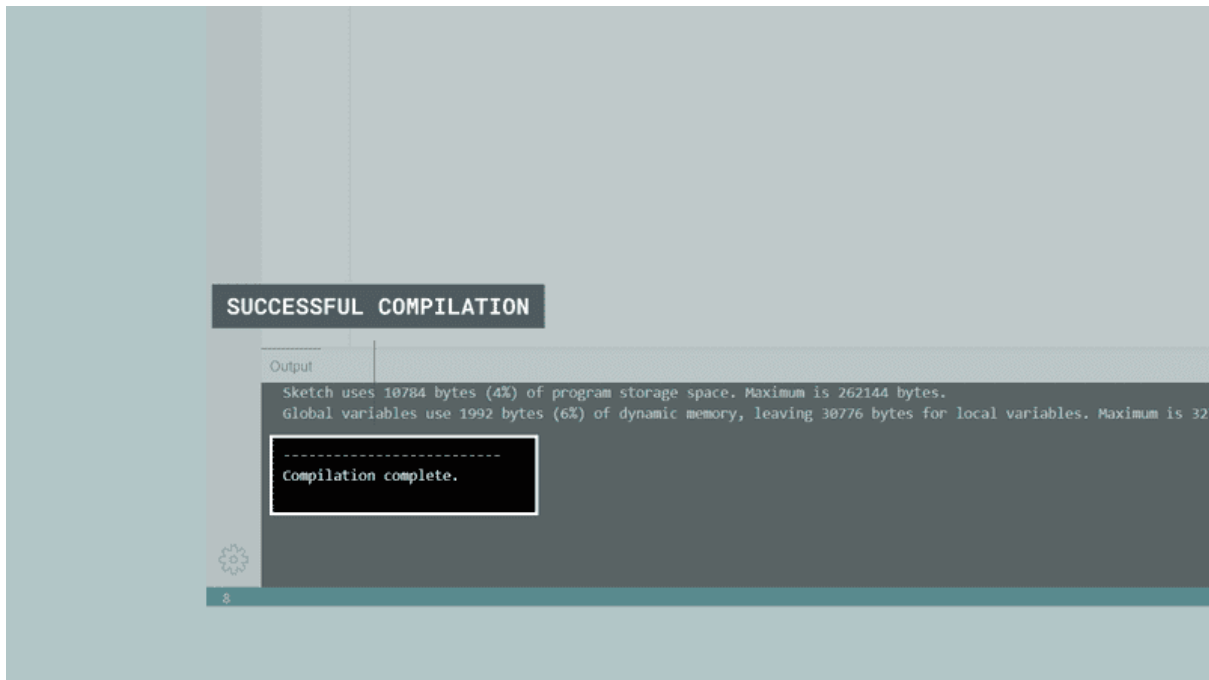 SUCCESSFUL COMPILATION
Output
Sketch uses 10784 bytes (4%) of program storage space. Maximum is 262144 bytes.
Global variables use 1992 bytes (6%) of dynamic memory, leaving 30776 bytes for local variables. Maximum is 32
--------------------------
Compilation complete.